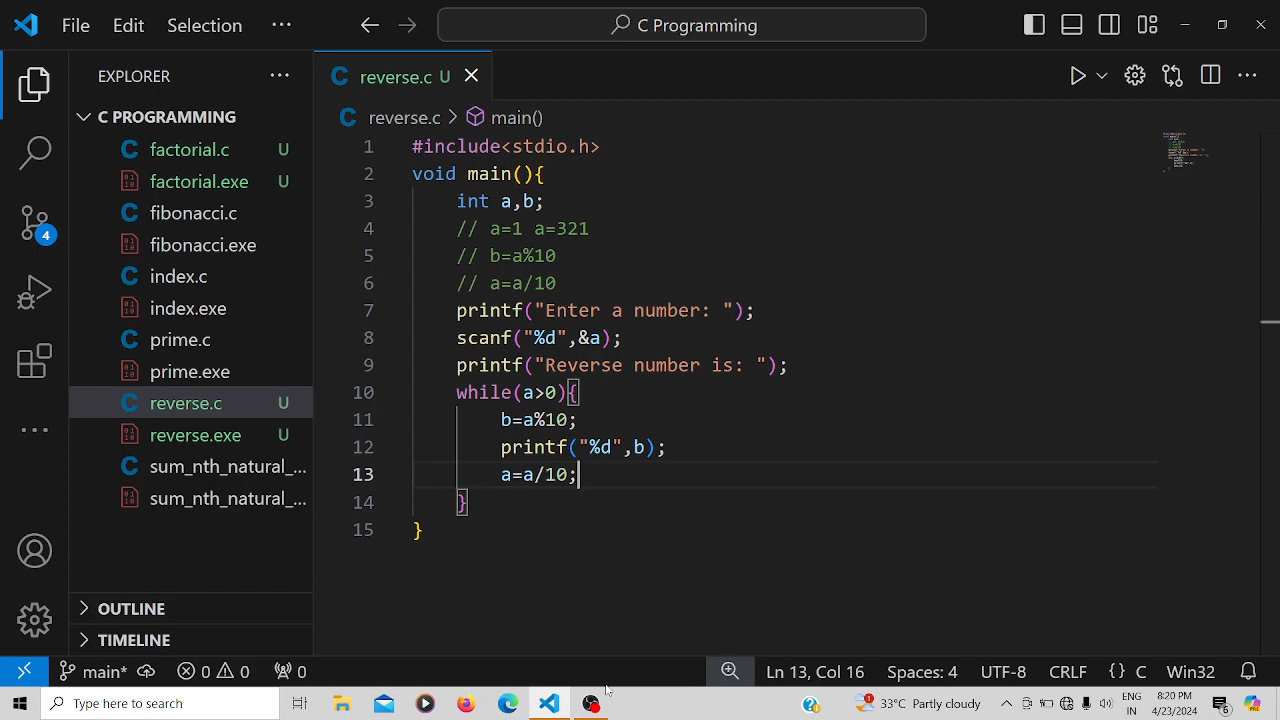 File Edit Selection ··· C Programming
EXPLORER ···
C reverse.c U
C PROGRAMMING
C reverse.c > main()
C factorial.c U
factorial.exe U
C fibonacci.c
fibonacci.exe
C index.c
index.exe
C prime.c
prime.exe
C reverse.c U
reverse.exe U
C sum_nth_natural_...
sum_nth_natural_...
4
OUTLINE
TIMELINE
1 #include<stdio.h>
2 void main(){
3 int a,b;
4 // a=1 a=321
5 // b=a%10
6 // a=a/10
7 printf("Enter a number: ");
8 scanf("%d",&a);
9 printf("Reverse number is: ");
10 while(a>0){
11 b=a%10;
12 printf("%d",b);
13 a=a/10;
14 }
15 }
main* 0 0 0 Ln 13, Col 16 Spaces: 4 UTF-8 CRLF {} C Win32
Type here to search 33°C Partly cloudy ENG 8:20 PM
IN 4/23/2024